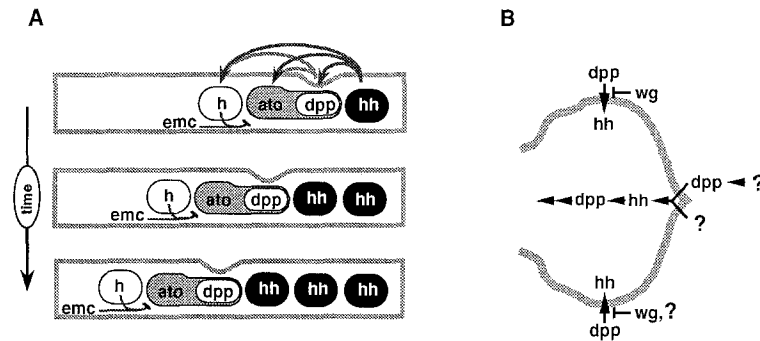 A
h ato dpp hh
emc
time
h ato dpp hh hh
emc
h ato dpp hh hh hh
emc
B
dpp
wg
hh
dpp hh dpp ?
?
hh
wg, ?
dpp